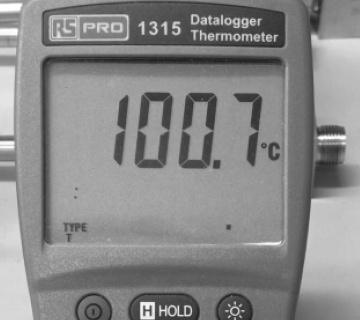 RS PRO 1315 Datalogger
Thermometer
100.7 °C
TYPE
T
H HOLD